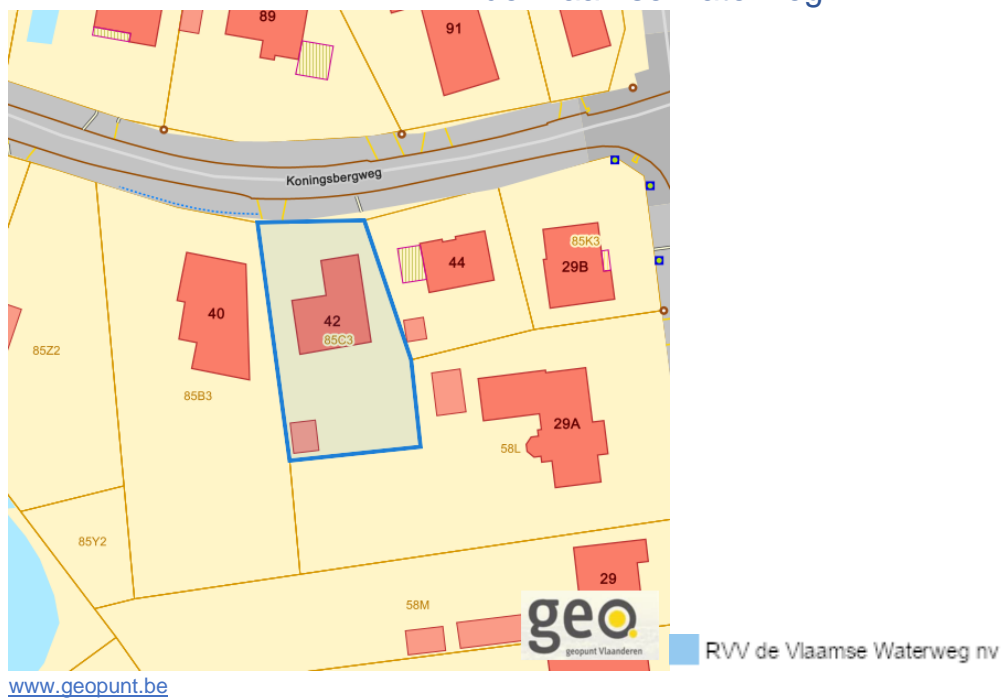 89
91
Koningsbergweg
85K3
44
29B
40
42
85C3
85Z2
85B3
29A
58L
85Y2
29
58M
geo
geopunt Vlaanderen
RVV de Vlaamse Waterweg nv
www.geopunt.be